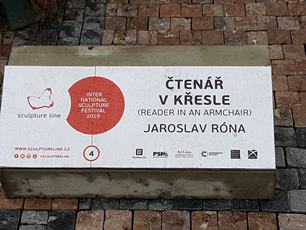 sculpture line
INTER
NATIONAL
SCULPTURE
FESTIVAL
2019
ČTENÁŘ
V KŘESLE
(READER IN AN ARMCHAIR)
JAROSLAV RÓNA
WWW.SCULPTURELINE.CZ
4
PSN